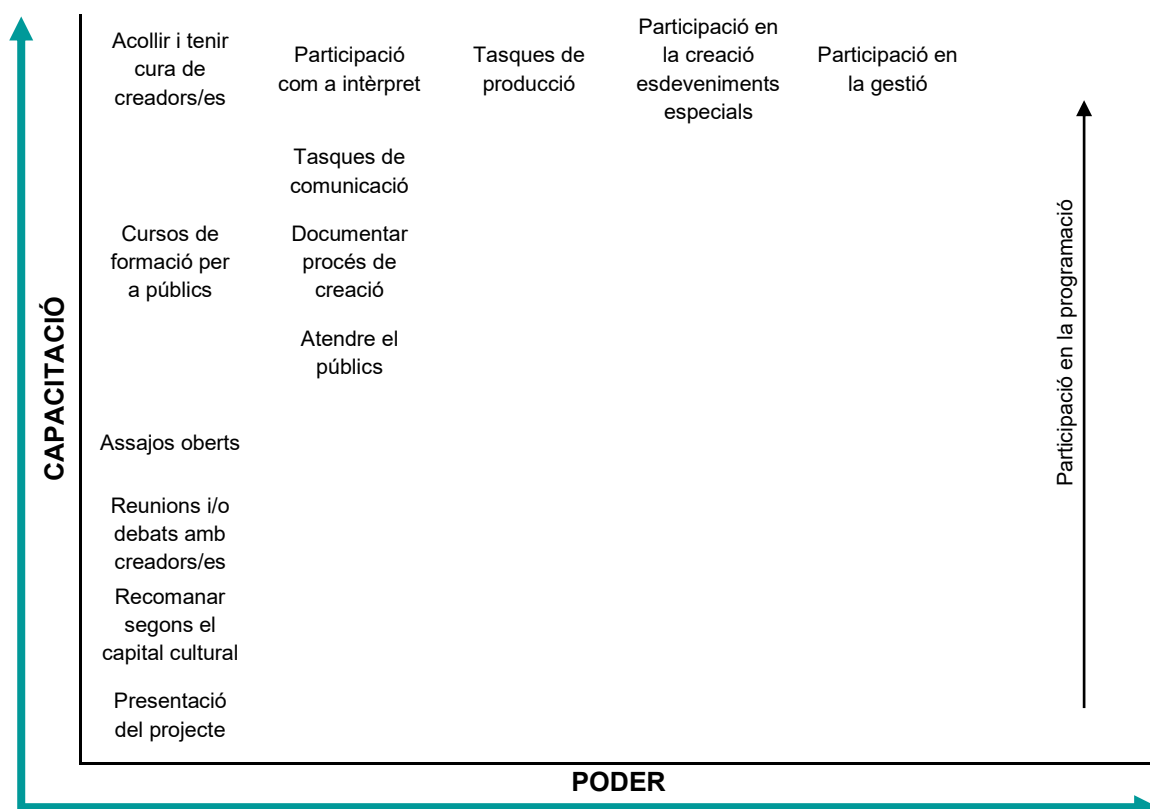 Acollir i tenir
cura de
creadors/es
Participació
com a intèrpret
Tasques de
producció
Participació en
la creació
esdeveniments
especials
Participació en
la gestió
Tasques de
comunicació
Cursos de
formació per
a públics
Documentar
procés de
creació
Atendre el
públics
Assajos oberts
Reunions i/o
debats amb
creadors/es
Recomanar
segons el
capital cultural
Presentació
del projecte
CAPACITACIÓ
Participació en la programació
PODER